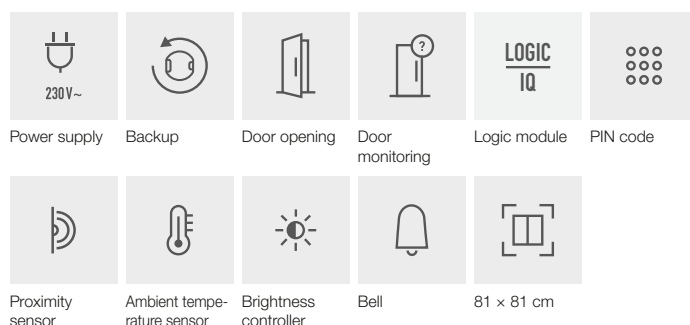 230 V~
?
LOGIC
IQ
Power supply
Backup
Door opening
Door
monitoring
Logic module
PIN code
Proximity
sensor
Ambient tempe-
rature sensor
Brightness
controller
Bell
81 × 81 cm